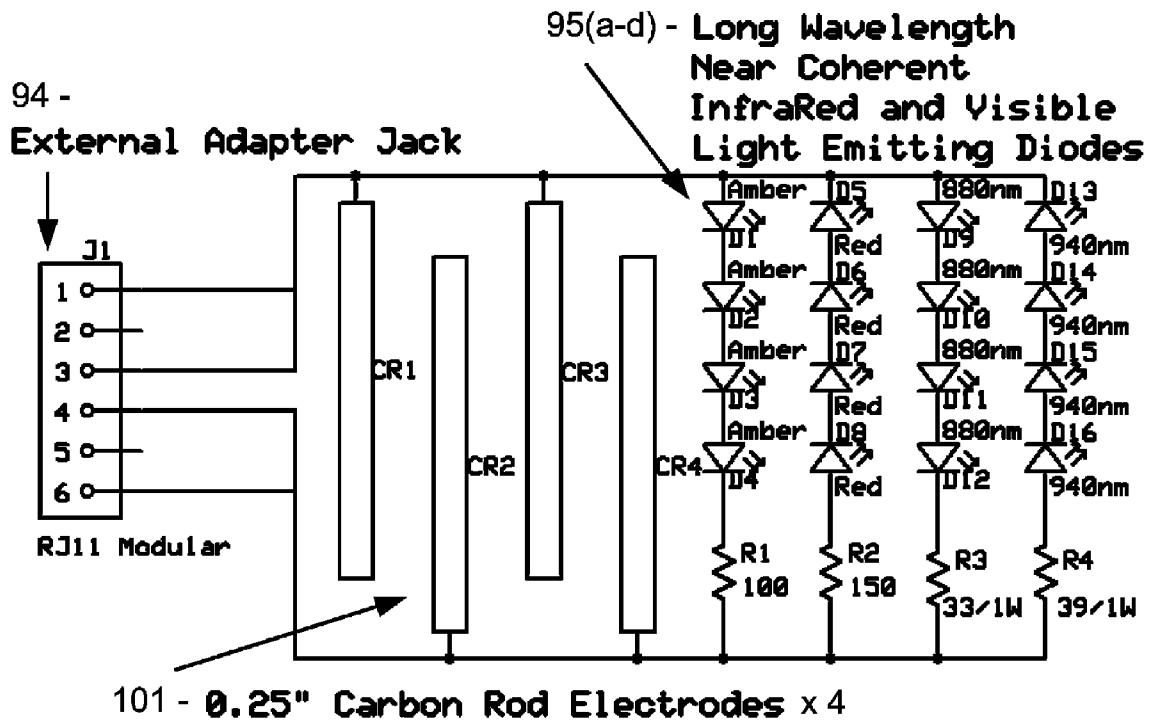 95(a-d) - Long Wavelength
Near Coherent
InfraRed and Visible
Light Emitting Diodes
94 -
External Adapter Jack
J1
1
2
3
4
5
6
RJ11 Modular
CR1
CR2
CR3
CR4
Amber D5 880nm D13
D1 Red D9 940nm
Amber D6 880nm D14
D2 Red D10 940nm
Amber D7 880nm D15
D3 Red D11 940nm
Amber D8 880nm D16
D4 Red D12 940nm
R1 R2 R3 R4
100 150 33/1W 39/1W
101 - 0.25" Carbon Rod Electrodes x 4